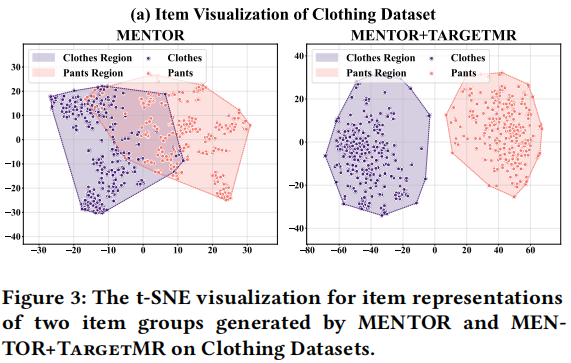 (a) Item Visualization of Clothing Dataset
MENTOR
MENTOR+TARGETMR
Clothes Region
Clothes
Pants Region
Pants
30
20
10
0
−10
−20
−30
−40
−30
−20
−10
0
10
20
30
Clothes Region
Clothes
Pants Region
Pants
40
20
0
−20
−40
−80
−60
−40
−20
0
20
40
60
Figure 3: The t-SNE visualization for item representations
of two item groups generated by MENTOR and MEN-
TOR+TARGETMR on Clothing Datasets.